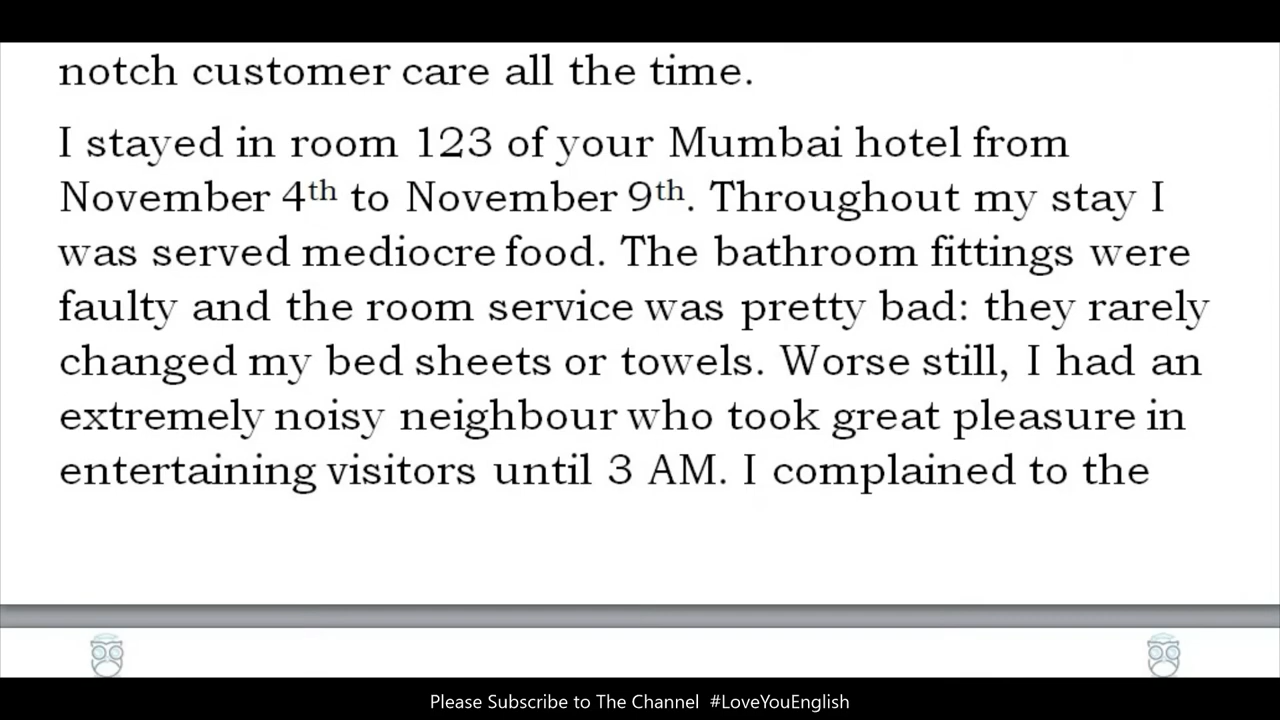 notch customer care all the time.
I stayed in room 123 of your Mumbai hotel from
November 4th to November 9th. Throughout my stay I
was served mediocre food. The bathroom fittings were
faulty and the room service was pretty bad: they rarely
changed my bed sheets or towels. Worse still, I had an
extremely noisy neighbour who took great pleasure in
entertaining visitors until 3 AM. I complained to the
Please Subscribe to The Channel #LoveYouEnglish